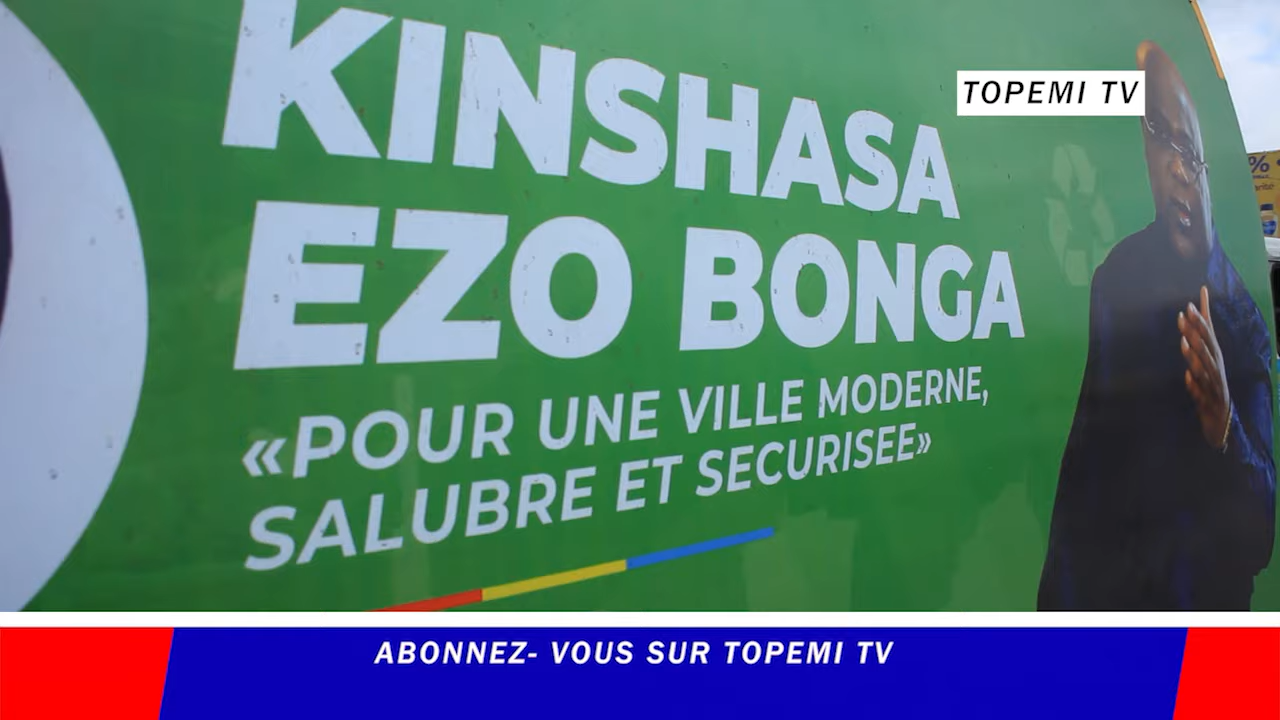 KINSHASA
TOPEMI TV
EZO BONGA
«POUR UNE VILLE MODERNE,
SALUBRE ET SECURISEE»
%
ABONNEZ- VOUS SUR TOPEMI TV